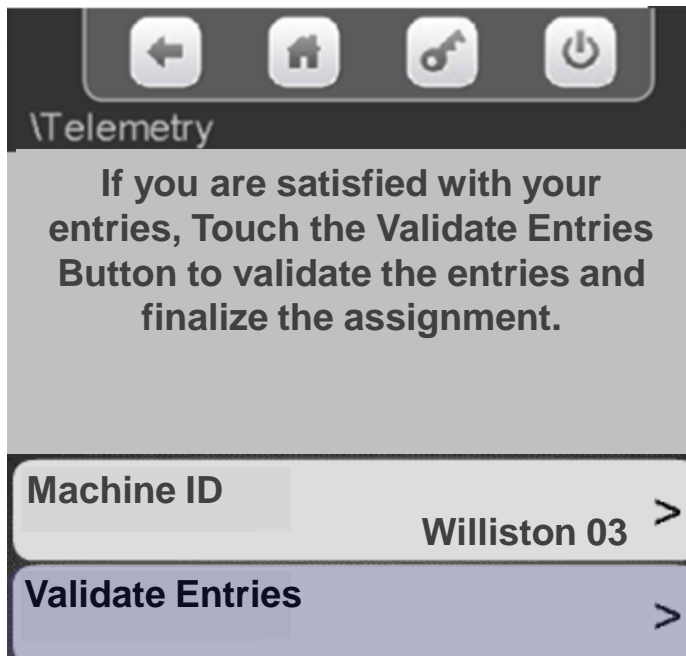 \Telemetry
If you are satisfied with your
entries, Touch the Validate Entries
Button to validate the entries and
finalize the assignment.
Machine ID
Williston 03 >
Validate Entries
>